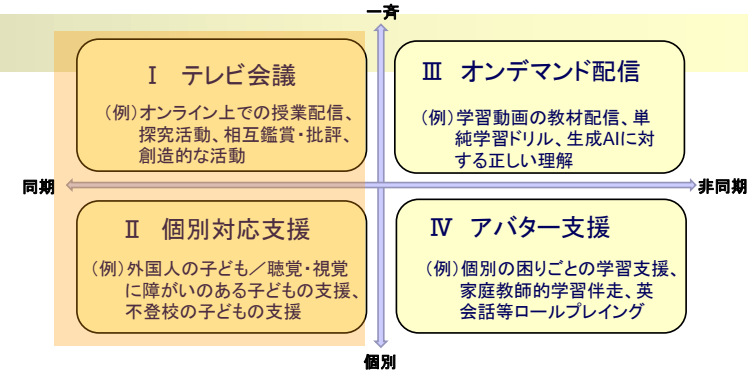 一斉
Ⅰ テレビ会議
(例)オンライン上での授業配信、
探究活動、相互鑑賞・批評、
創造的な活動
Ⅲ オンデマンド配信
(例)学習動画の教材配信、単
純学習ドリル、生成AIに対
する正しい理解
同期
非同期
Ⅱ 個別対応支援
(例)外国人の子ども／聴覚・視覚
に障がいのある子どもの支援、
不登校の子どもの支援
Ⅳ アバター支援
(例)個別の困りごとの学習支援、
家庭教師的学習伴走、英
会話等ロールプレイング
個別